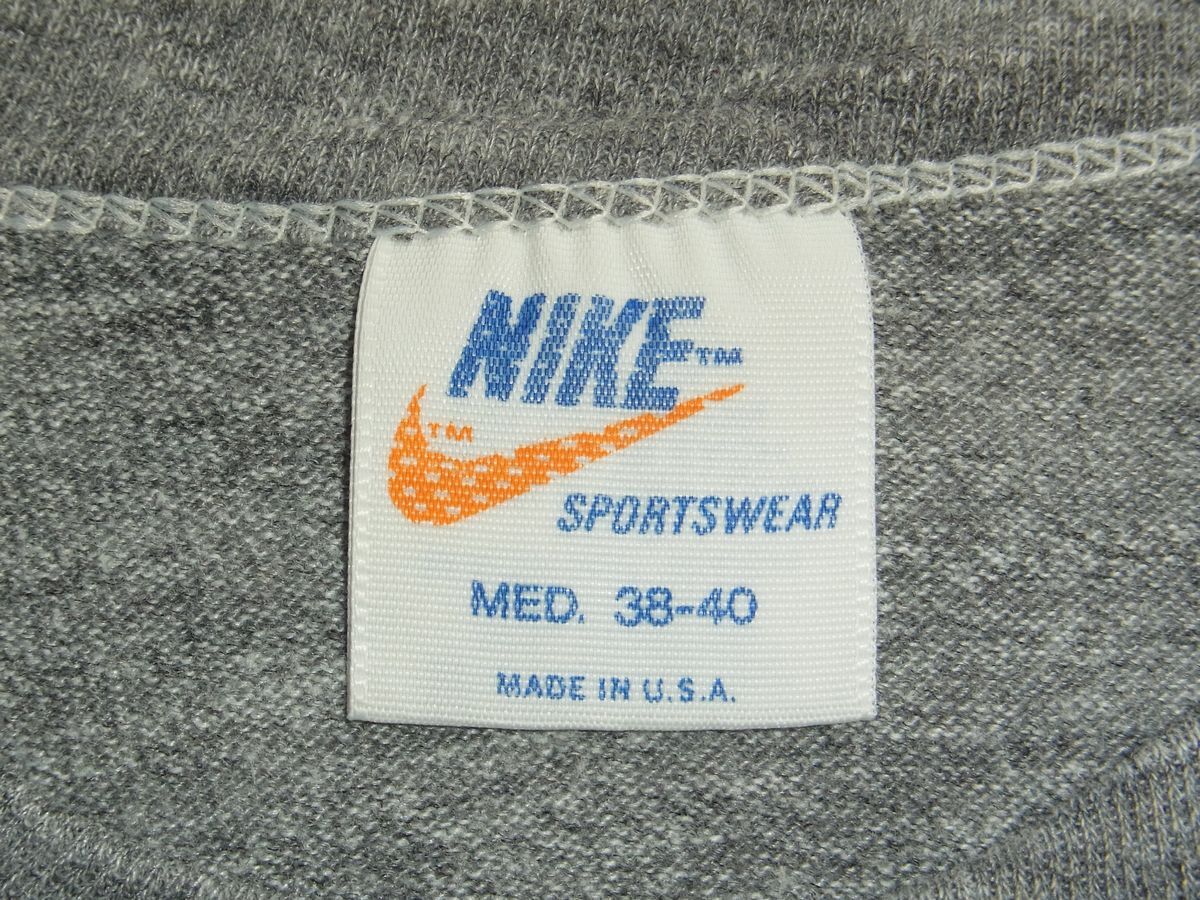 NIKE™
™
SPORTSWEAR
MED. 38-40
MADE IN U.S.A.